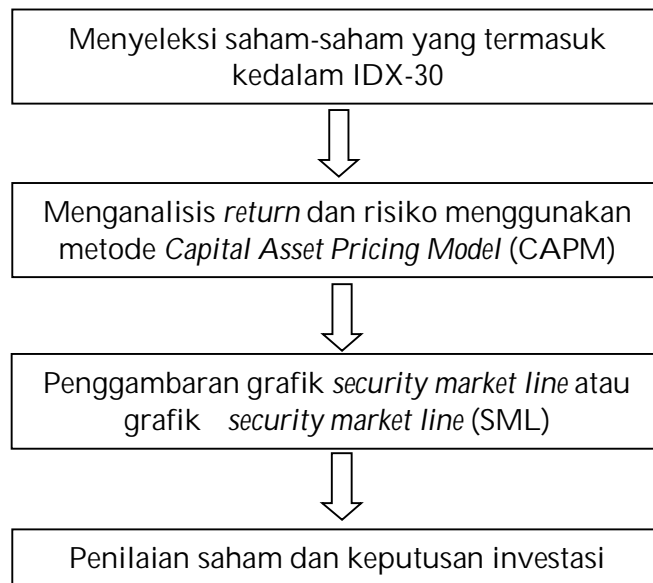 Menyeleksi saham-saham yang termasuk
kedalam IDX-30
Menganalisis return dan risiko menggunakan
metode Capital Asset Pricing Model (CAPM)
Penggambaran grafik security market line atau
grafik security market line (SML)
Penilaian saham dan keputusan investasi